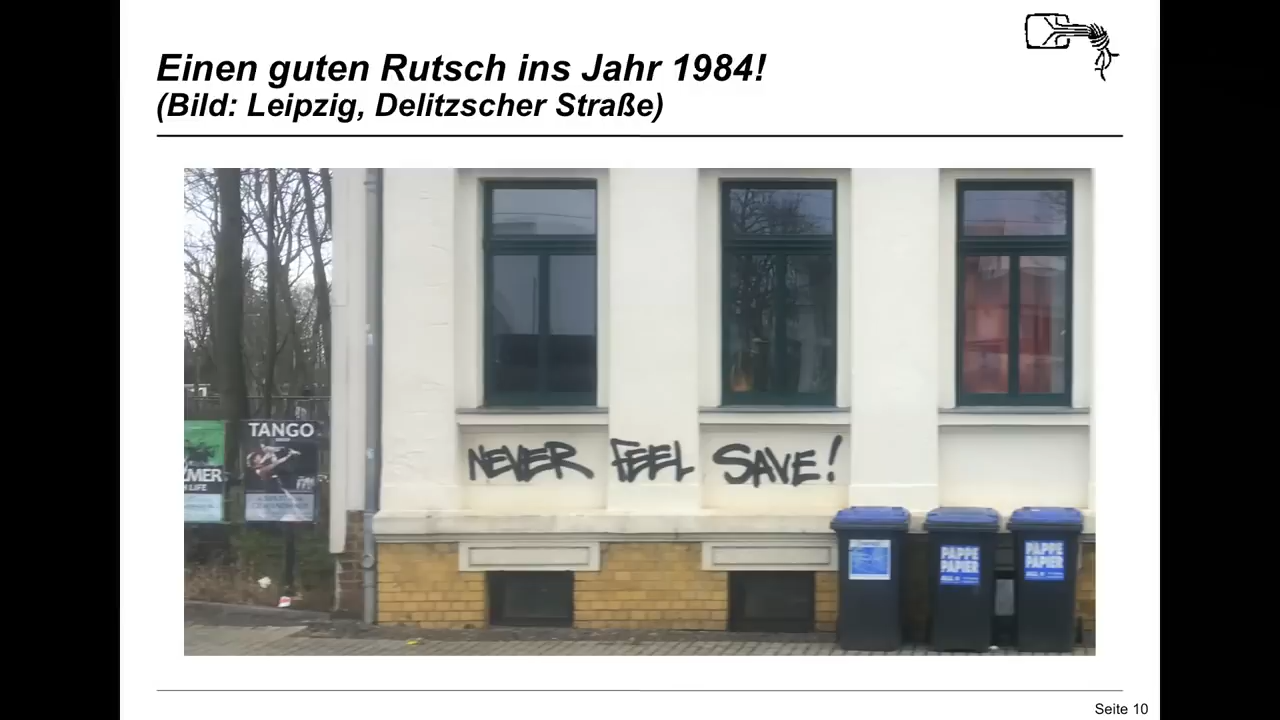 Einen guten Rutsch ins Jahr 1984!
(Bild: Leipzig, Delitzscher Straße)
TANGO
LIFE
NEVER FEEL SAVE!
PAPPE
PAPIER
PAPPE
PAPIER
Seite 10